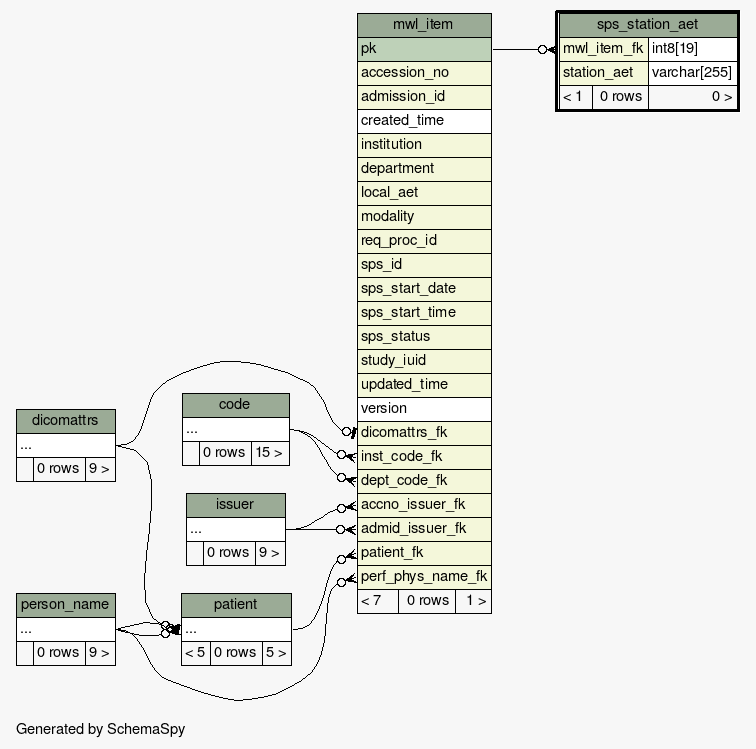 mwl_item
pk
accession_no
admission_id
created_time
institution
department
local_aet
modality
req_proc_id
sps_id
sps_start_date
sps_start_time
sps_status
study_iuid
updated_time
version
dicomattrs_fk
inst_code_fk
dept_code_fk
accno_issuer_fk
admid_issuer_fk
patient_fk
perf_phys_name_fk
< 7 0 rows 1 >
sps_station_aet
mwl_item_fk int8[19]
station_aet varchar[255]
< 1 0 rows 0 >
dicomattrs
...
0 rows 9 >
code
...
0 rows 15 >
issuer
...
0 rows 9 >
person_name
...
0 rows 9 >
patient
...
< 5 0 rows 5 >
Generated by SchemaSpy